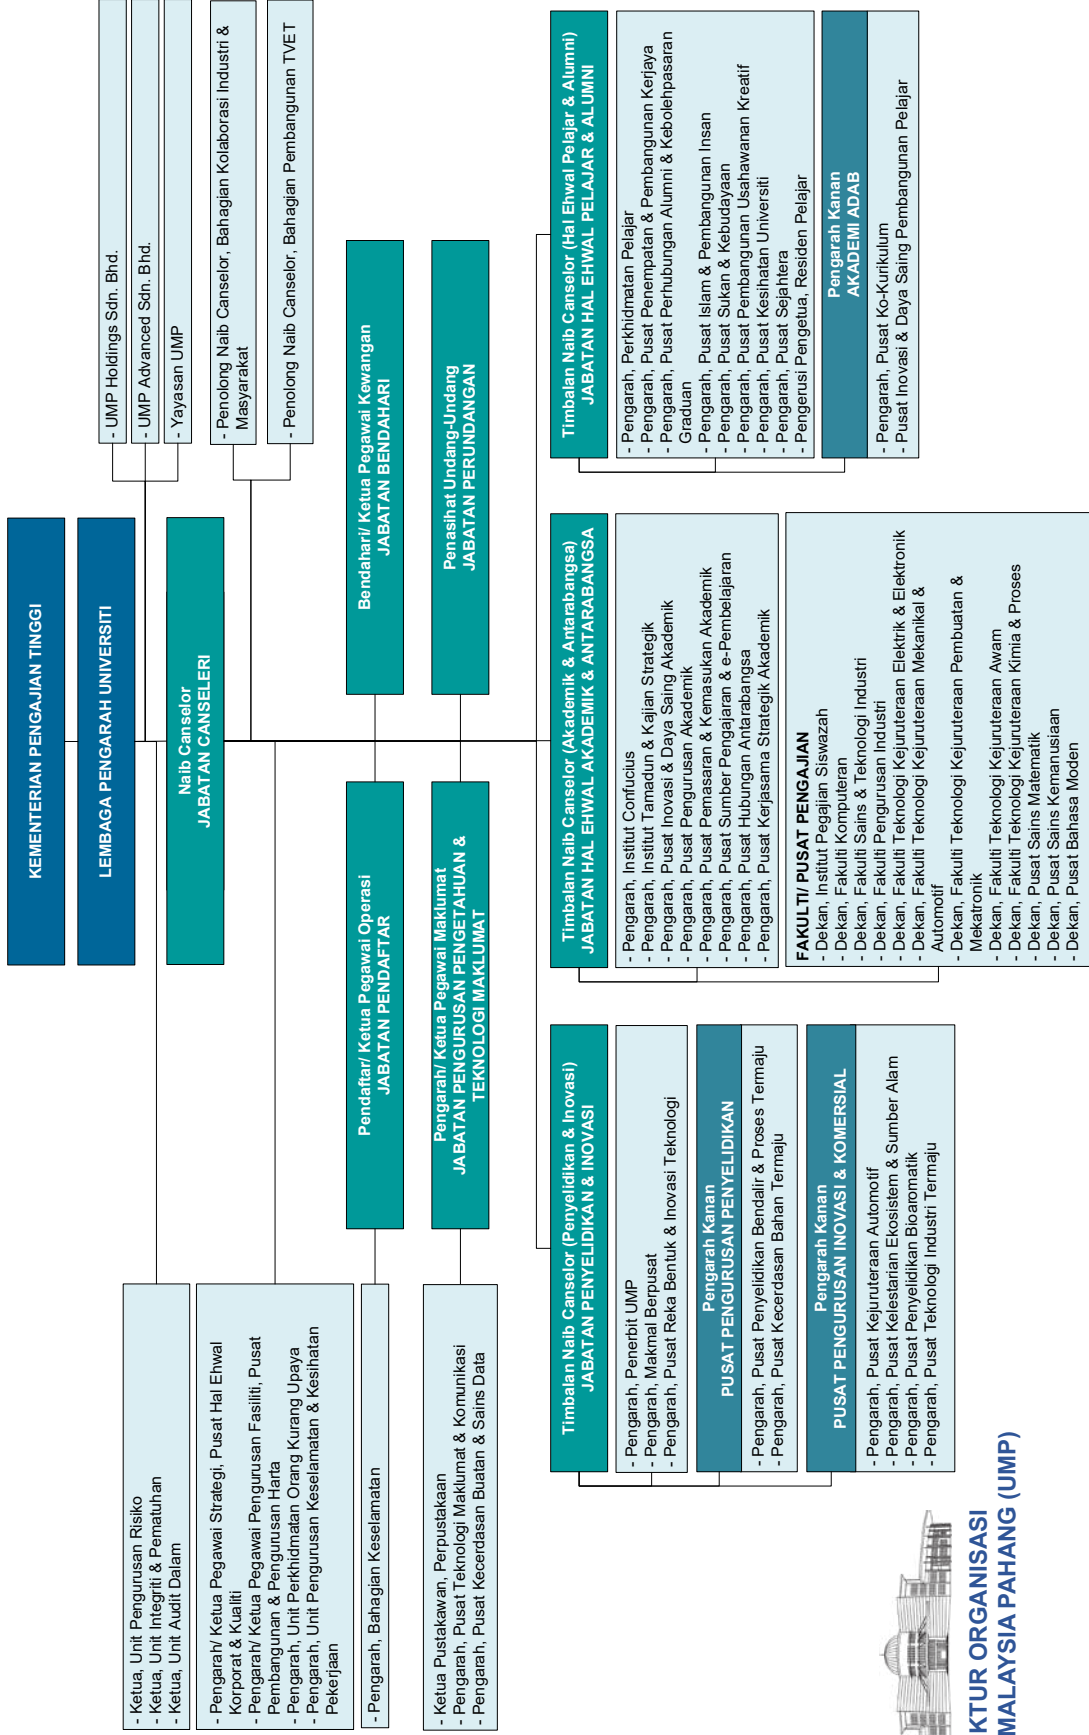 KEMENTERIAN PENGAJIAN TINGGI
LEMBAGA PENGARAH UNIVERSITI
Naib Canselor
JABATAN CANSELERI
- UMP Holdings Sdn. Bhd.
- UMP Advanced Sdn. Bhd.
- Yayasan UMP
- Penolong Naib Canselor, Bahagian Kolaborasi Industri &
Masyarakat
- Penolong Naib Canselor, Bahagian Pembangunan TVET
- Ketua, Unit Pengurusan Risiko
- Ketua, Unit Integriti & Pematuhan
- Ketua, Unit Audit Dalam
- Pengarah/ Ketua Pegawai Strategi, Pusat Hal Ehwal
Korporat & Kualiti
- Pengarah/ Ketua Pegawai Pengurusan Fasiliti, Pusat
Pembangunan & Pengurusan Harta
- Pengarah, Unit Perkhidmatan Orang Kurang Upaya
- Pengarah, Unit Pengurusan Keselamatan & Kesihatan
Pekerjaan
- Pengarah, Bahagian Keselamatan
Pendaftar/ Ketua Pegawai Operasi
JABATAN PENDAFTAR
Bendahari/ Ketua Pegawai Kewangan
JABATAN BENDAHARI
- Ketua Pustakawan, Perpustakaan
- Pengarah, Pusat Teknologi Maklumat & Komunikasi
- Pengarah, Pusat Kecerdasan Buatan & Sains Data
Pengarah/ Ketua Pegawai Maklumat
JABATAN PENGURUSAN PENGETAHUAN &
TEKNOLOGI MAKLUMAT
Penasihat Undang-Undang
JABATAN PERUNDANGAN
Timbalan Naib Canselor (Penyelidikan & Inovasi)
JABATAN PENYELIDIKAN & INOVASI
- Pengarah, Penerbit UMP
- Pengarah, Makmal Berpusat
- Pengarah, Pusat Reka Bentuk & Inovasi Teknologi
Pengarah Kanan
PUSAT PENGURUSAN PENYELIDIKAN
- Pengarah, Pusat Penyelidikan Bendalir & Proses Termaju
- Pengarah, Pusat Kecerdasan Bahan Termaju
Pengarah Kanan
PUSAT PENGURUSAN INOVASI & KOMERSIAL
- Pengarah, Pusat Kejuruteraan Automotif
- Pengarah, Pusat Kelestarian Ekosistem & Sumber Alam
- Pengarah, Pusat Penyelidikan Bioaromatik
- Pengarah, Pusat Teknologi Industri Termaju
Timbalan Naib Canselor (Akademik & Antarabangsa)
JABATAN HAL EHWAL AKADEMIK & ANTARABANGSA
- Pengarah, Institut Confucius
- Pengarah, Institut Tamadun & Kajian Strategik
- Pengarah, Pusat Inovasi & Daya Saing Akademik
- Pengarah, Pusat Pengurusan Akademik
- Pengarah, Pusat Pemasaran & Kemasukan Akademik
- Pengarah, Pusat Sumber Pengajaran & e-Pembelajaran
- Pengarah, Pusat Hubungan Antarabangsa
- Pengarah, Pusat Kerjasama Strategik Akademik
FAKULTI/ PUSAT PENGAJIAN
- Dekan, Institut Pegajian Siswazah
- Dekan, Fakulti Komputeran
- Dekan, Fakulti Sains & Teknologi Industri
- Dekan, Fakulti Pengurusan Industri
- Dekan, Fakulti Teknologi Kejuruteraan Elektrik & Elektronik
- Dekan, Fakulti Teknologi Kejuruteraan Mekanikal &
Automotif
- Dekan, Fakulti Teknologi Kejuruteraan Pembuatan &
Mekatronik
- Dekan, Fakulti Teknologi Kejuruteraan Awam
- Dekan, Fakulti Teknologi Kejuruteraan Kimia & Proses
- Dekan, Pusat Sains Matematik
- Dekan, Pusat Sains Kemanusiaan
- Dekan, Pusat Bahasa Moden
Timbalan Naib Canselor (Hal Ehwal Pelajar & Alumni)
JABATAN HAL EHWAL PELAJAR & ALUMNI
- Pengarah, Perkhidmatan Pelajar
- Pengarah, Pusat Penempatan & Pembangunan Kerjaya
- Pengarah, Pusat Perhubungan Alumni & Kebolehpasaran
Graduan
- Pengarah, Pusat Islam & Pembangunan Insan
- Pengarah, Pusat Sukan & Kebudayaan
- Pengarah, Pusat Pembangunan Usahawanan Kreatif
- Pengarah, Pusat Kesihatan Universiti
- Pengarah, Pusat Sejahtera
- Pengerusi Pengetua, Residen Pelajar
Pengarah Kanan
AKADEMI ADAB
- Pengarah, Pusat Ko-Kurikulum
- Pusat Inovasi & Daya Saing Pembangunan Pelajar
KTUR ORGANISASI
MALAYSIA PAHANG (UMP)